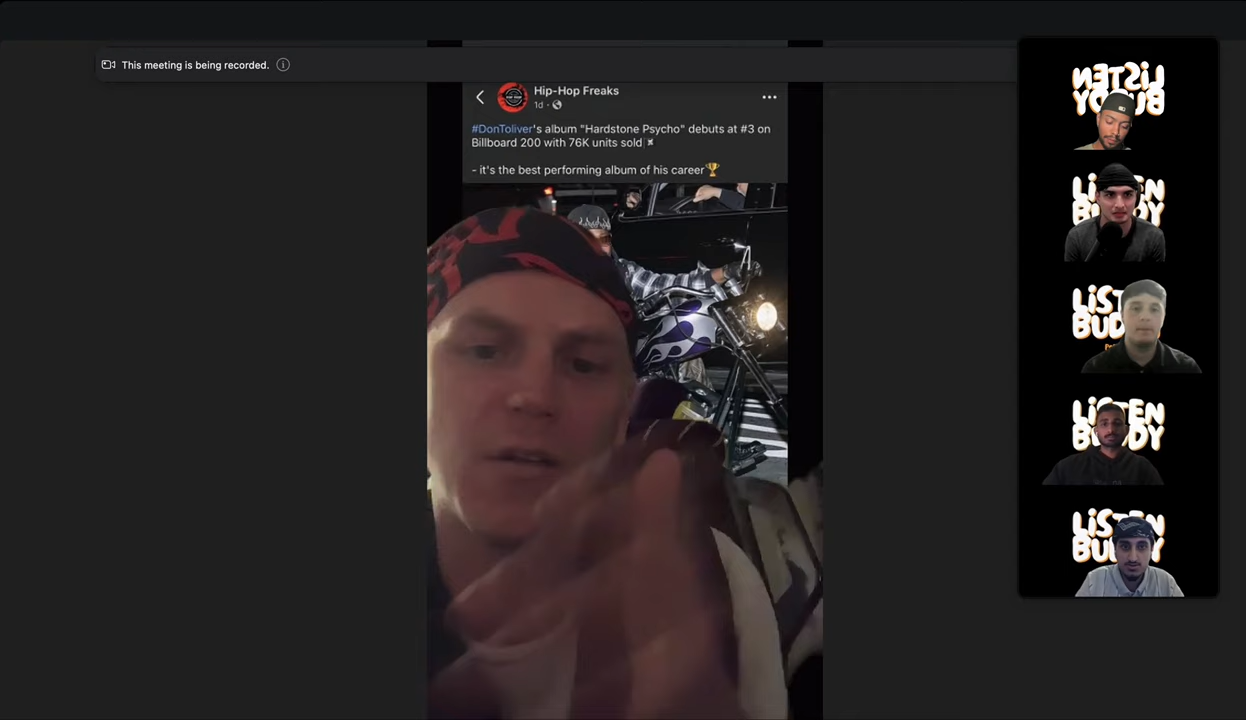 This meeting is being recorded.
Hip-Hop Freaks
1d
#DonToliver's album "Hardstone Psycho" debuts at #3 on
Billboard 200 with 76K units sold
- it's the best performing album of his career
LiSTEN
BUDDY
LiSTEN
BUDDY
LiST
BUD
LiSTEN
BUDDY
LiSTEN
BUDDY